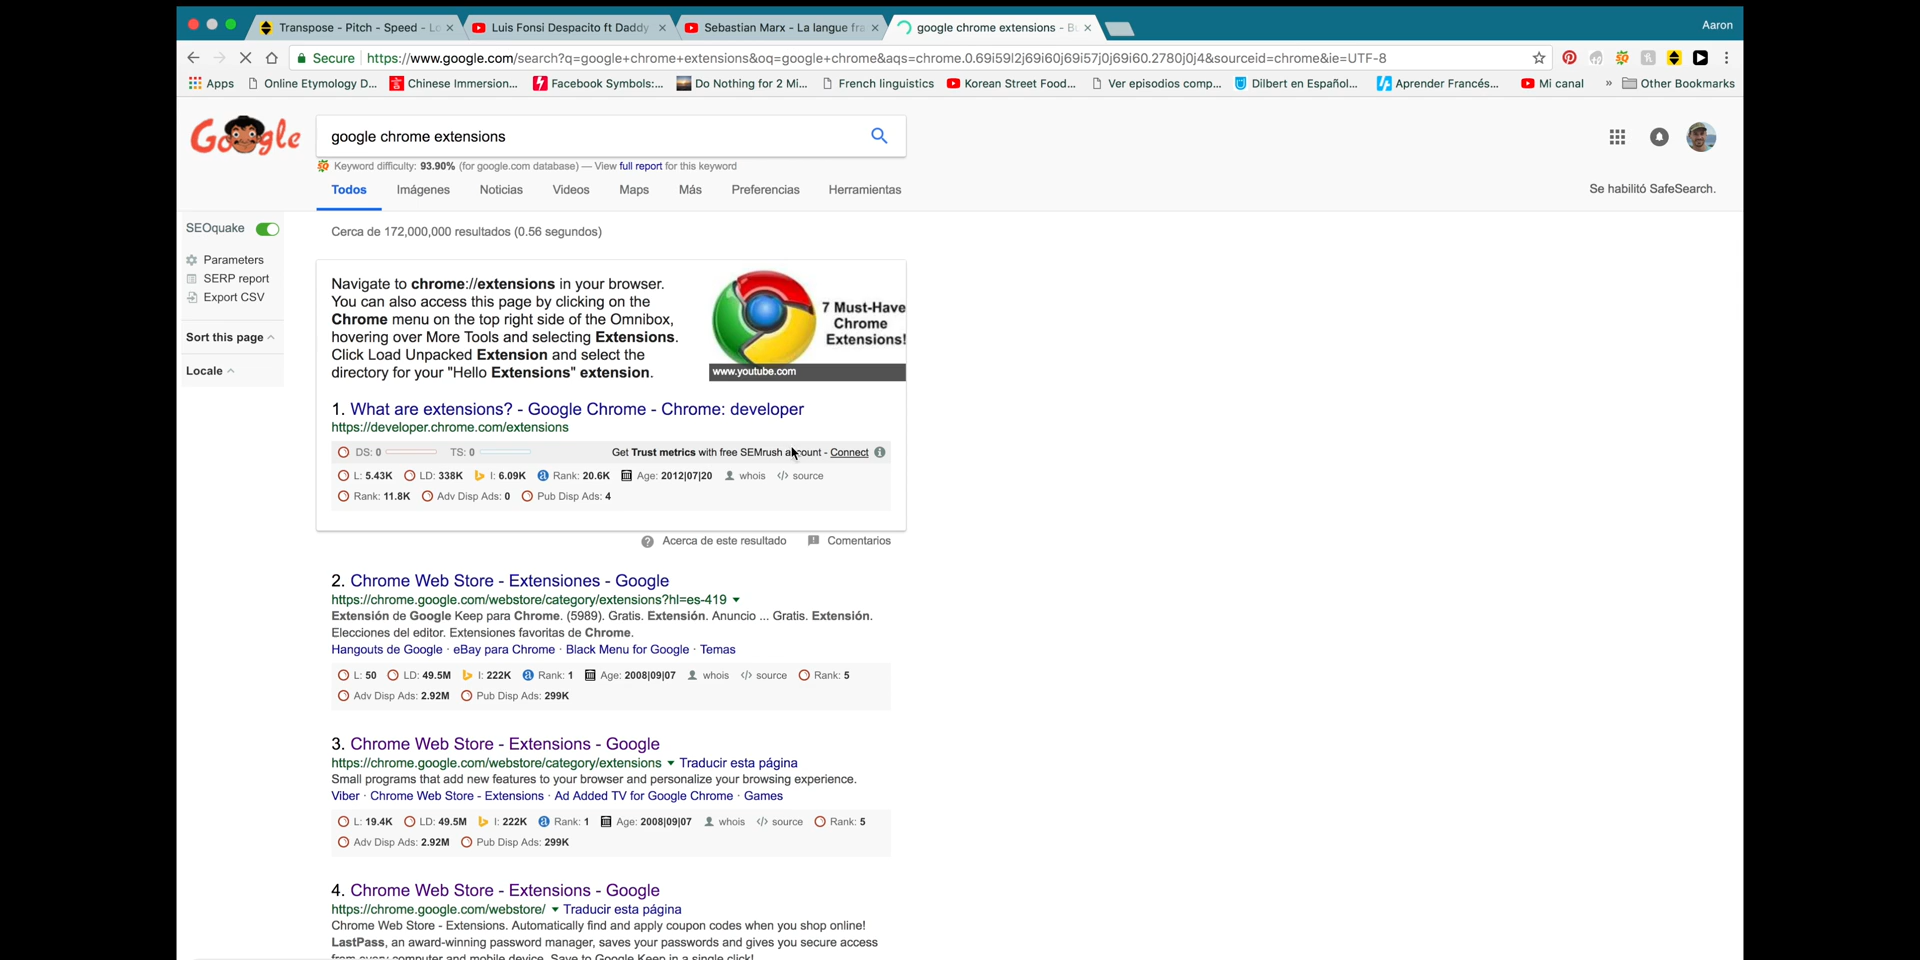 Transpose - Pitch - Speed - Lo
Luis Fonsi Despacito ft Daddy
Sebastian Marx - La langue fra
google chrome extensions - B
Aaron
Secure
https://www.google.com/search?q=google+chrome+extensions&oq=google+chrome&aqs=chrome.0.69i59l2j69i60j69i57j0j69i60.2780j0j4&sourceid=chrome&ie=UTF-8
Apps
Online Etymology D...
Chinese Immersion...
Facebook Symbols:...
Do Nothing for 2 Mi...
French linguistics
Korean Street Food...
Ver episodios comp...
Dilbert en Español...
Aprender Francés...
Mi canal
»
Other Bookmarks
Google
google chrome extensions
Keyword difficulty: 93.90% (for google.com database) — View full report for this keyword
Todos Imágenes Noticias Videos Maps Más Preferencias Herramientas
Se habilitó SafeSearch.
SEOquake
Parameters
SERP report
Export CSV
Sort this page
Locale
Cerca de 172,000,000 resultados (0.56 segundos)
Navigate to chrome://extensions in your browser.
You can also access this page by clicking on the
Chrome menu on the top right side of the Omnibox,
hovering over More Tools and selecting Extensions.
Click Load Unpacked Extension and select the
directory for your "Hello Extensions" extension.
7 Must-Have
Chrome
Extensions!
www.youtube.com
1. What are extensions? - Google Chrome - Chrome: developer
https://developer.chrome.com/extensions
DS: 0 TS: 0 Get Trust metrics with free SEMrush account - Connect
L: 5.43K LD: 338K I: 6.09K Rank: 20.6K Age: 2012|07|20 whois </> source
Rank: 11.8K Adv Disp Ads: 0 Pub Disp Ads: 4
Acerca de este resultado Comentarios
2. Chrome Web Store - Extensiones - Google
https://chrome.google.com/webstore/category/extensions?hl=es-419
Extensión de Google Keep para Chrome. (5989). Gratis. Extensión. Anuncio ... Gratis. Extensión.
Elecciones del editor. Extensiones favoritas de Chrome.
Hangouts de Google · eBay para Chrome · Black Menu for Google · Temas
L: 50 LD: 49.5M I: 222K Rank: 1 Age: 2008|09|07 whois </> source Rank: 5
Adv Disp Ads: 2.92M Pub Disp Ads: 299K
3. Chrome Web Store - Extensions - Google
https://chrome.google.com/webstore/category/extensions Traducir esta página
Small programs that add new features to your browser and personalize your browsing experience.
Viber · Chrome Web Store - Extensions · Ad Added TV for Google Chrome · Games
L: 19.4K LD: 49.5M I: 222K Rank: 1 Age: 2008|09|07 whois </> source Rank: 5
Adv Disp Ads: 2.92M Pub Disp Ads: 299K
4. Chrome Web Store - Extensions - Google
https://chrome.google.com/webstore/ Traducir esta página
Chrome Web Store - Extensions. Automatically find and apply coupon codes when you shop online!
LastPass, an award-winning password manager, saves your passwords and gives you secure access
from every computer and mobile device. Save to Google Keep in a single click!